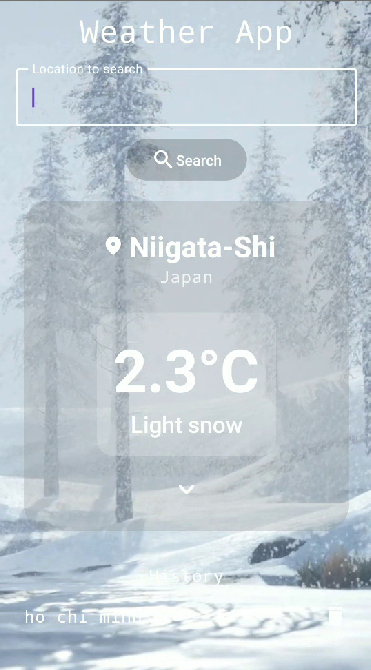 Weather App
Location to search
Search
Niigata-Shi
Japan
2.3°C
Light snow
History
ho chi minh